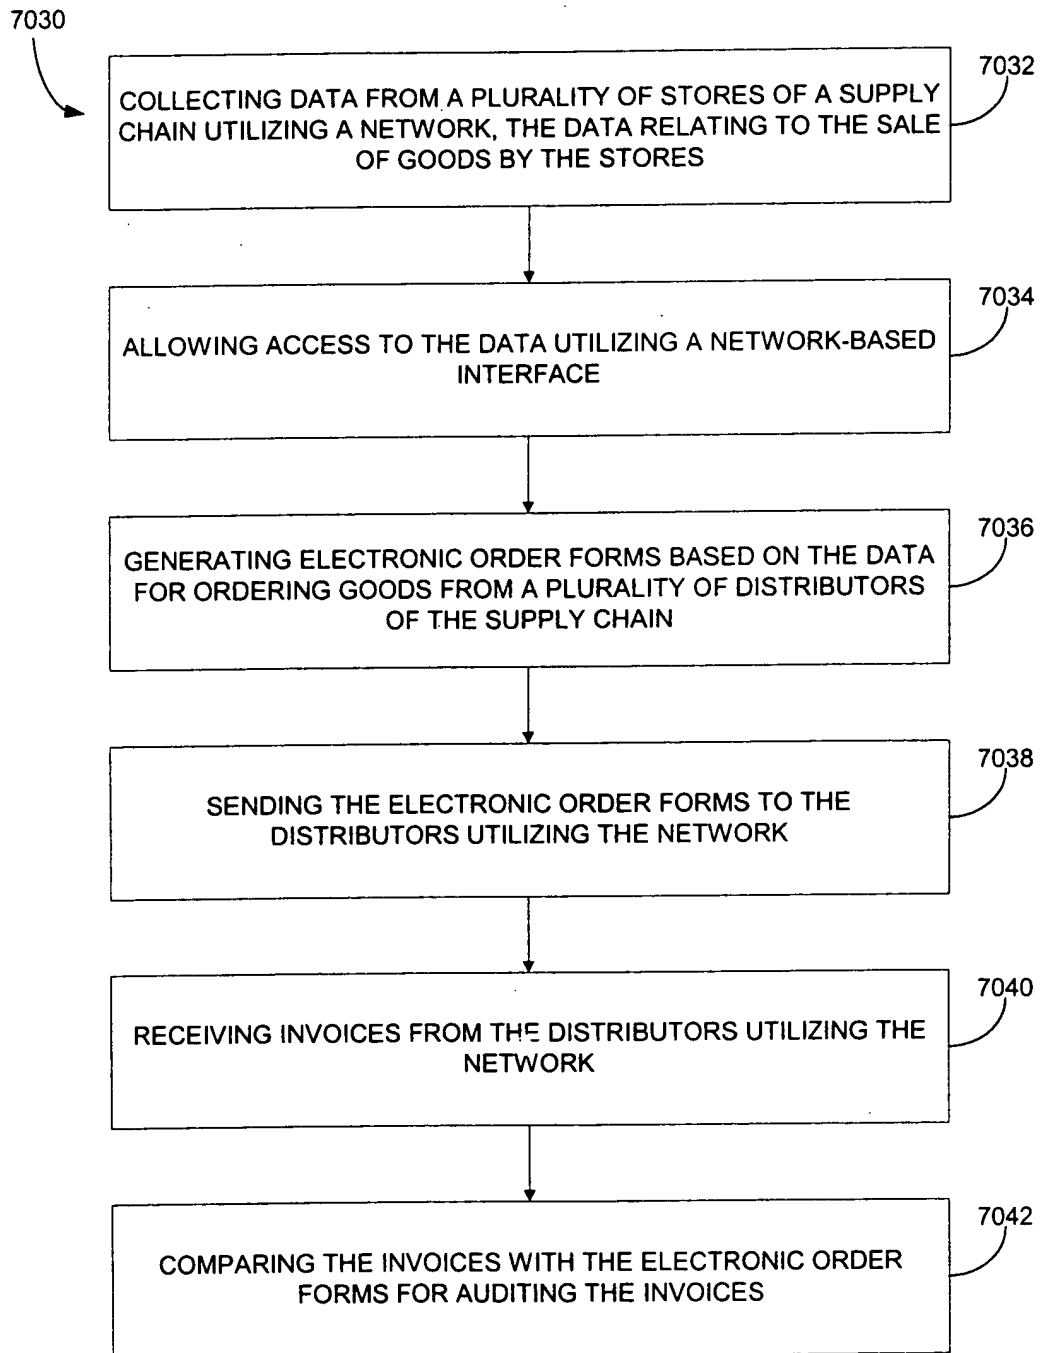 7030
7032
COLLECTING DATA FROM A PLURALITY OF STORES OF A SUPPLY
CHAIN UTILIZING A NETWORK, THE DATA RELATING TO THE SALE
OF GOODS BY THE STORES
7034
ALLOWING ACCESS TO THE DATA UTILIZING A NETWORK-BASED
INTERFACE
7036
GENERATING ELECTRONIC ORDER FORMS BASED ON THE DATA
FOR ORDERING GOODS FROM A PLURALITY OF DISTRIBUTORS
OF THE SUPPLY CHAIN
7038
SENDING THE ELECTRONIC ORDER FORMS TO THE
DISTRIBUTORS UTILIZING THE NETWORK
7040
RECEIVING INVOICES FROM THE DISTRIBUTORS UTILIZING THE
NETWORK
7042
COMPARING THE INVOICES WITH THE ELECTRONIC ORDER
FORMS FOR AUDITING THE INVOICES